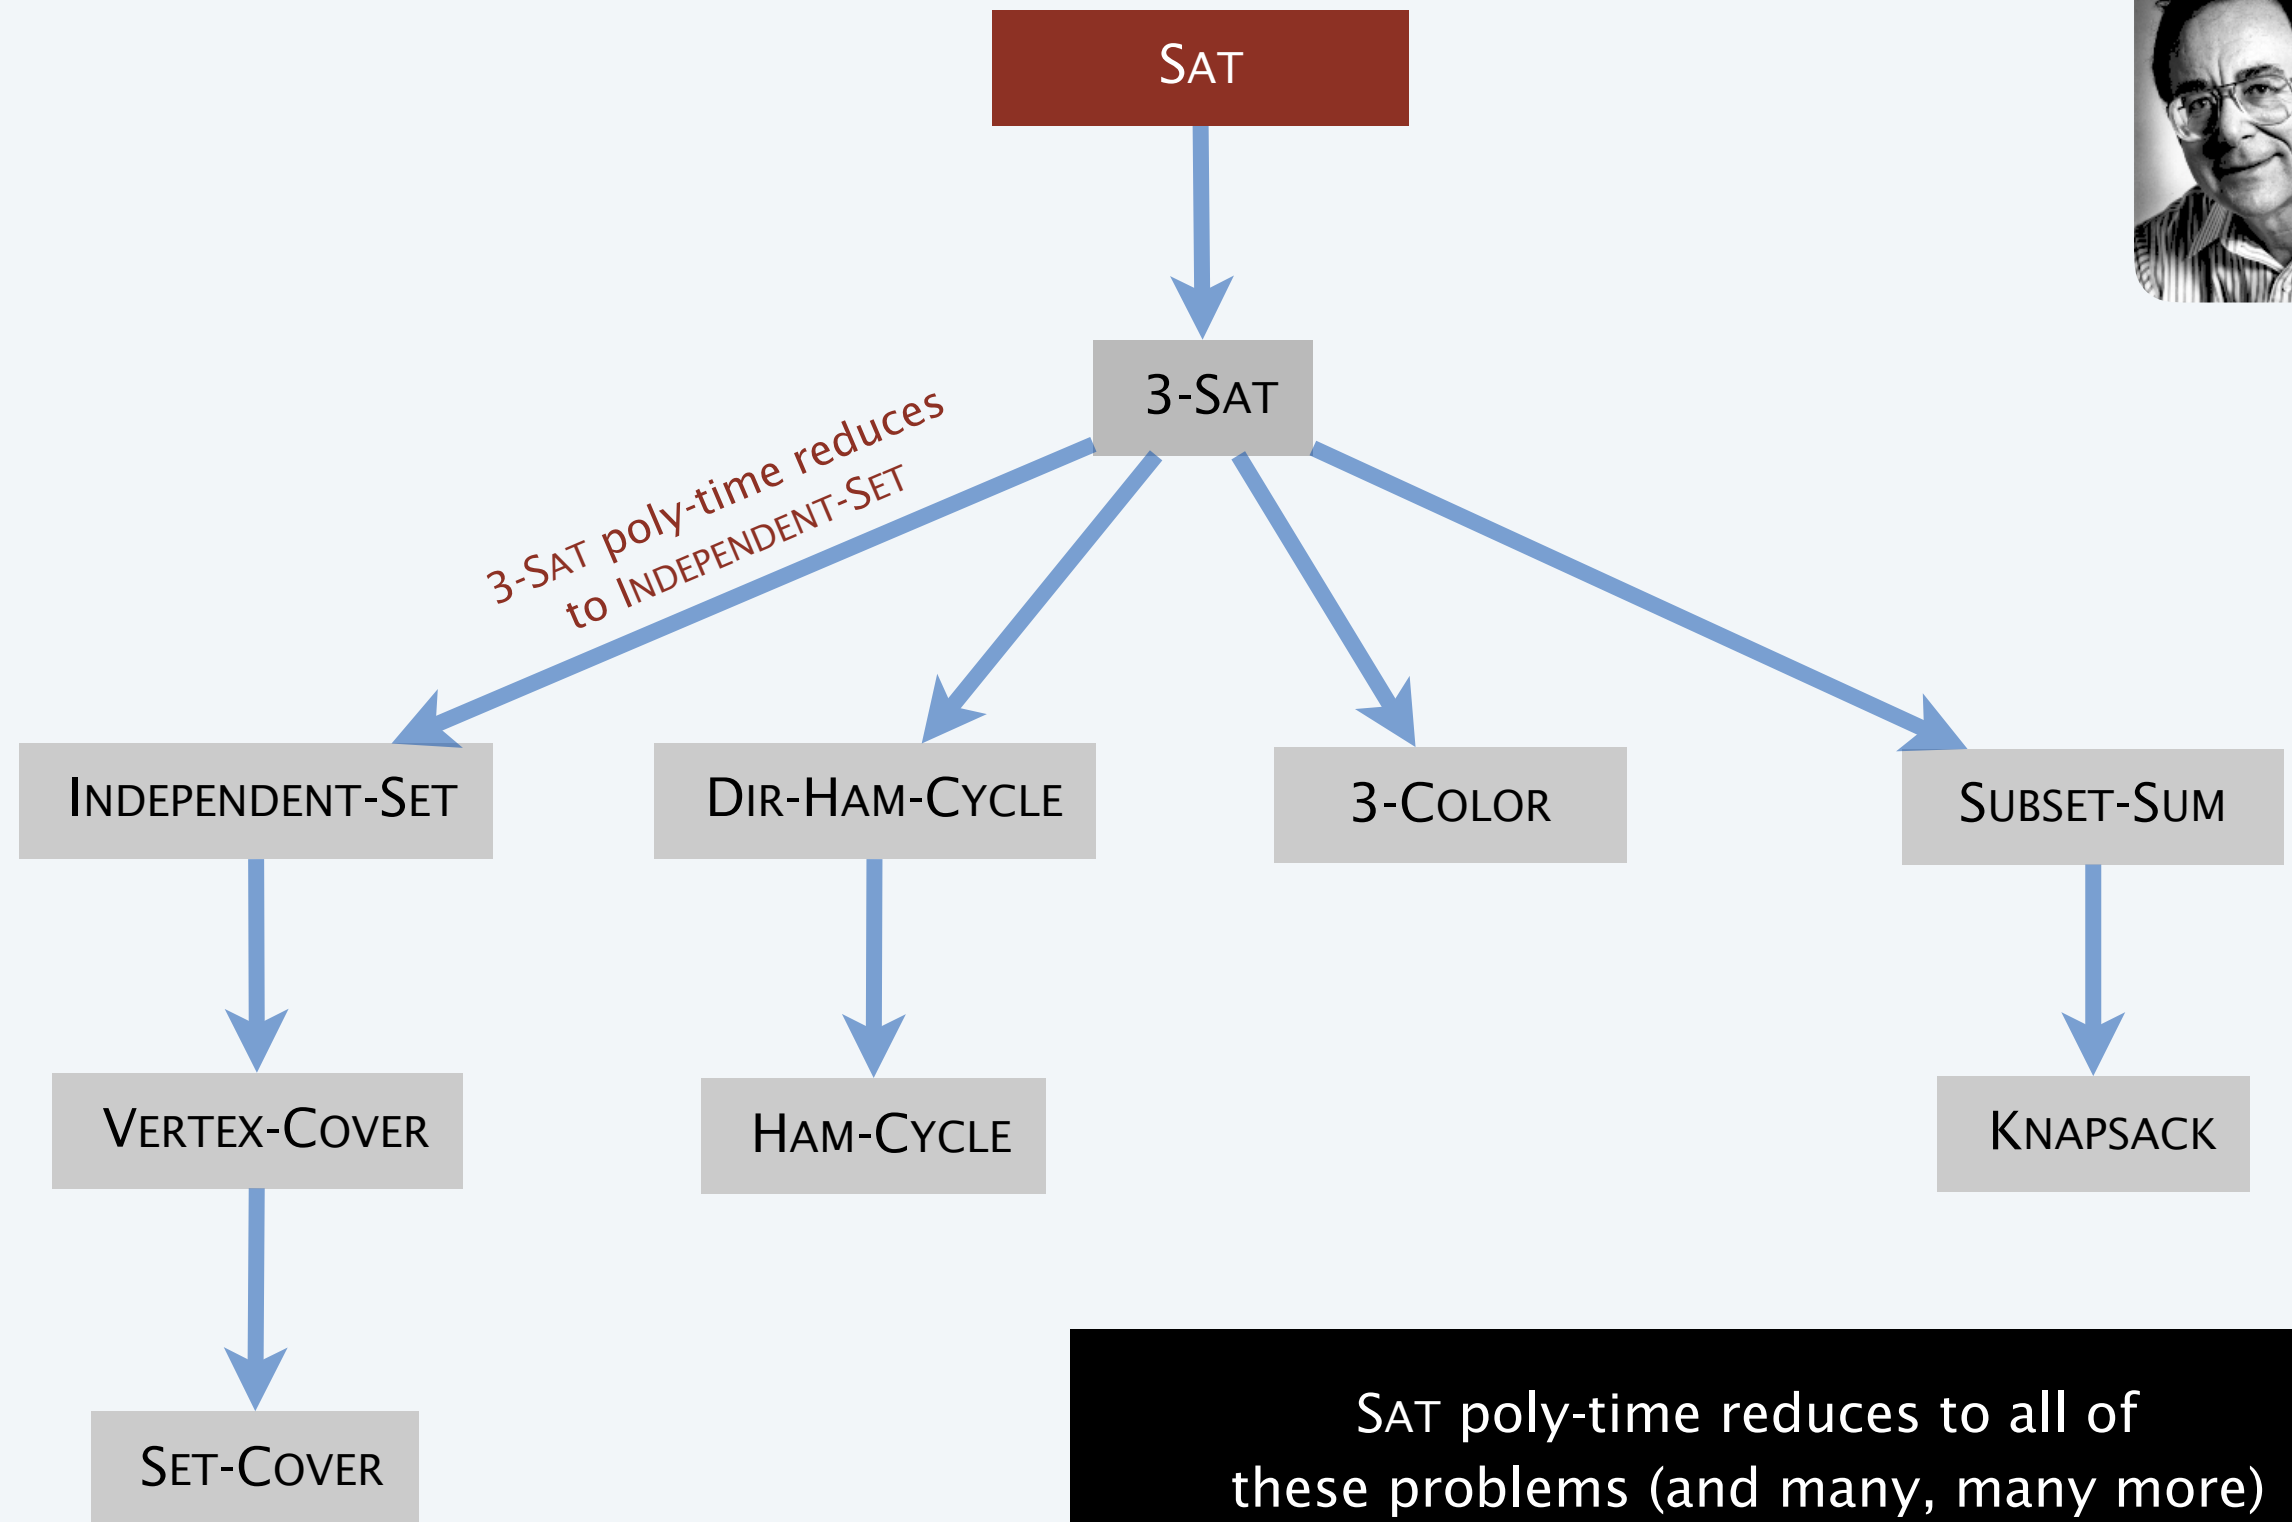 SAT
3-SAT
3-SAT poly-time reduces
to INDEPENDENT-SET
INDEPENDENT-SET
DIR-HAM-CYCLE
3-COLOR
SUBSET-SUM
VERTEX-COVER
HAM-CYCLE
KNAPSACK
SET-COVER
SAT poly-time reduces to all of
these problems (and many, many more)